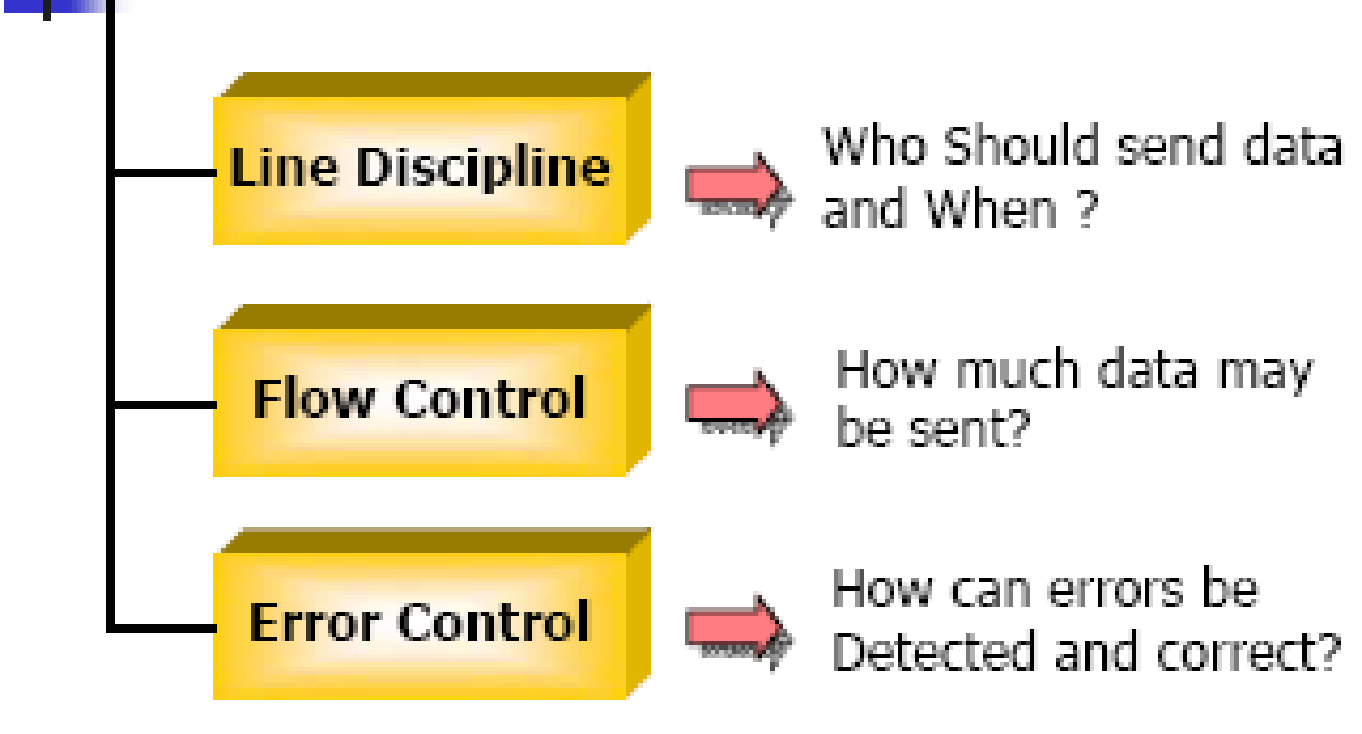 Line Discipline
Who Should send data
and When ?
Flow Control
How much data may
be sent?
Error Control
How can errors be
Detected and correct?